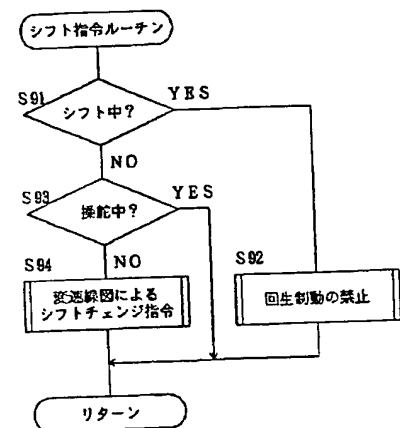 シフト指令ルーチン
S91
シフト中?
YES
NO
S93
操舵中?
YES
S94
NO
S92
変速線図による
シフトチェンジ指令
回生制動の禁止
リターン